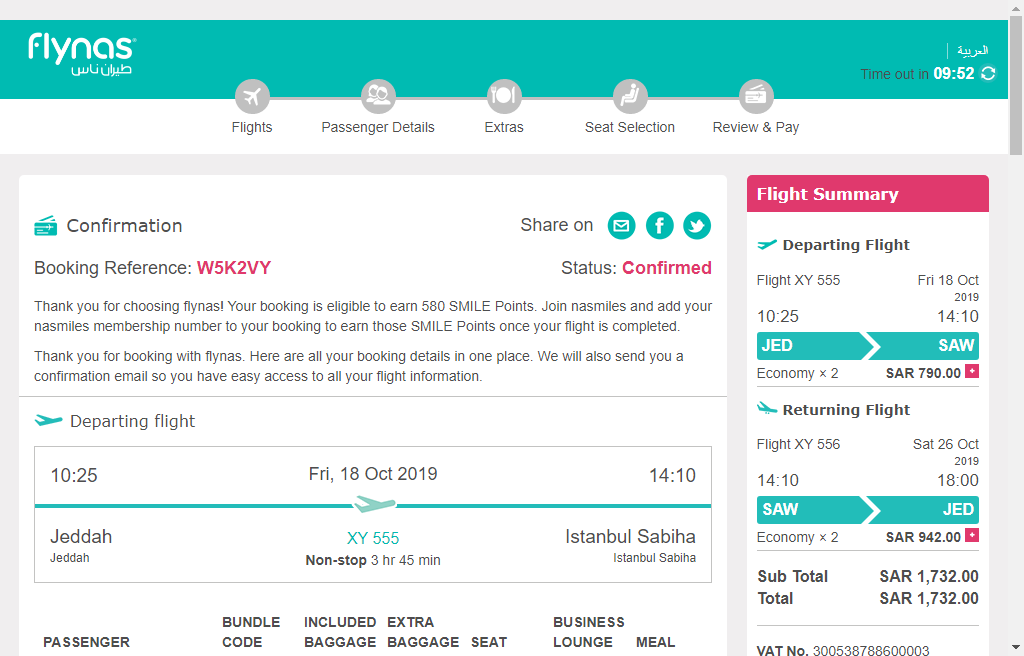 flynas
طيران ناس
العربية
Time out in 09:52
Flights
Passenger Details
Extras
Seat Selection
Review & Pay
Confirmation
Share on
Booking Reference: W5K2VY
Status: Confirmed
Thank you for choosing flynas! Your booking is eligible to earn 580 SMILE Points. Join nasmiles and add your
nasmiles membership number to your booking to earn those SMILE Points once your flight is completed.
Thank you for booking with flynas. Here are all your booking details in one place. We will also send you a
confirmation email so you have easy access to all your flight information.
Departing flight
10:25 Fri, 18 Oct 2019 14:10
Jeddah XY 555 Istanbul Sabiha
Jeddah Non-stop 3 hr 45 min Istanbul Sabiha
BUNDLE INCLUDED EXTRA BUSINESS
PASSENGER CODE BAGGAGE BAGGAGE SEAT LOUNGE MEAL
Flight Summary
Departing Flight
Flight XY 555 Fri 18 Oct
2019
10:25 14:10
JED SAW
Economy × 2 SAR 790.00 +
Returning Flight
Flight XY 556 Sat 26 Oct
2019
14:10 18:00
SAW JED
Economy × 2 SAR 942.00 +
Sub Total SAR 1,732.00
Total SAR 1,732.00
VAT No. 300538788600003